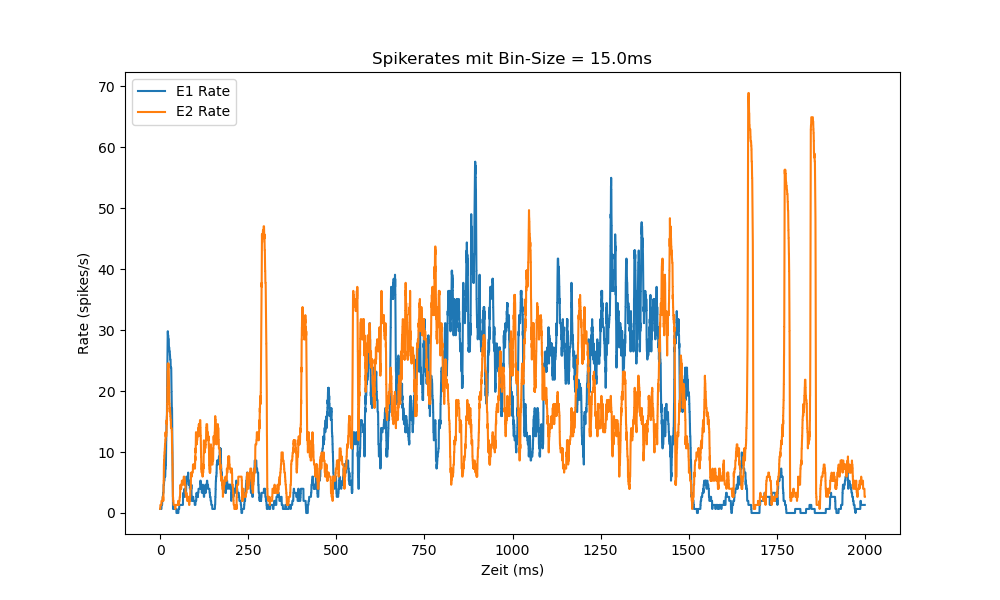 Spikerates mit Bin-Size = 15.0ms
E1 Rate
E2 Rate
70
60
50
40
30
20
10
0
Rate (spikes/s)
0 250 500 750 1000 1250 1500 1750 2000
Zeit (ms)